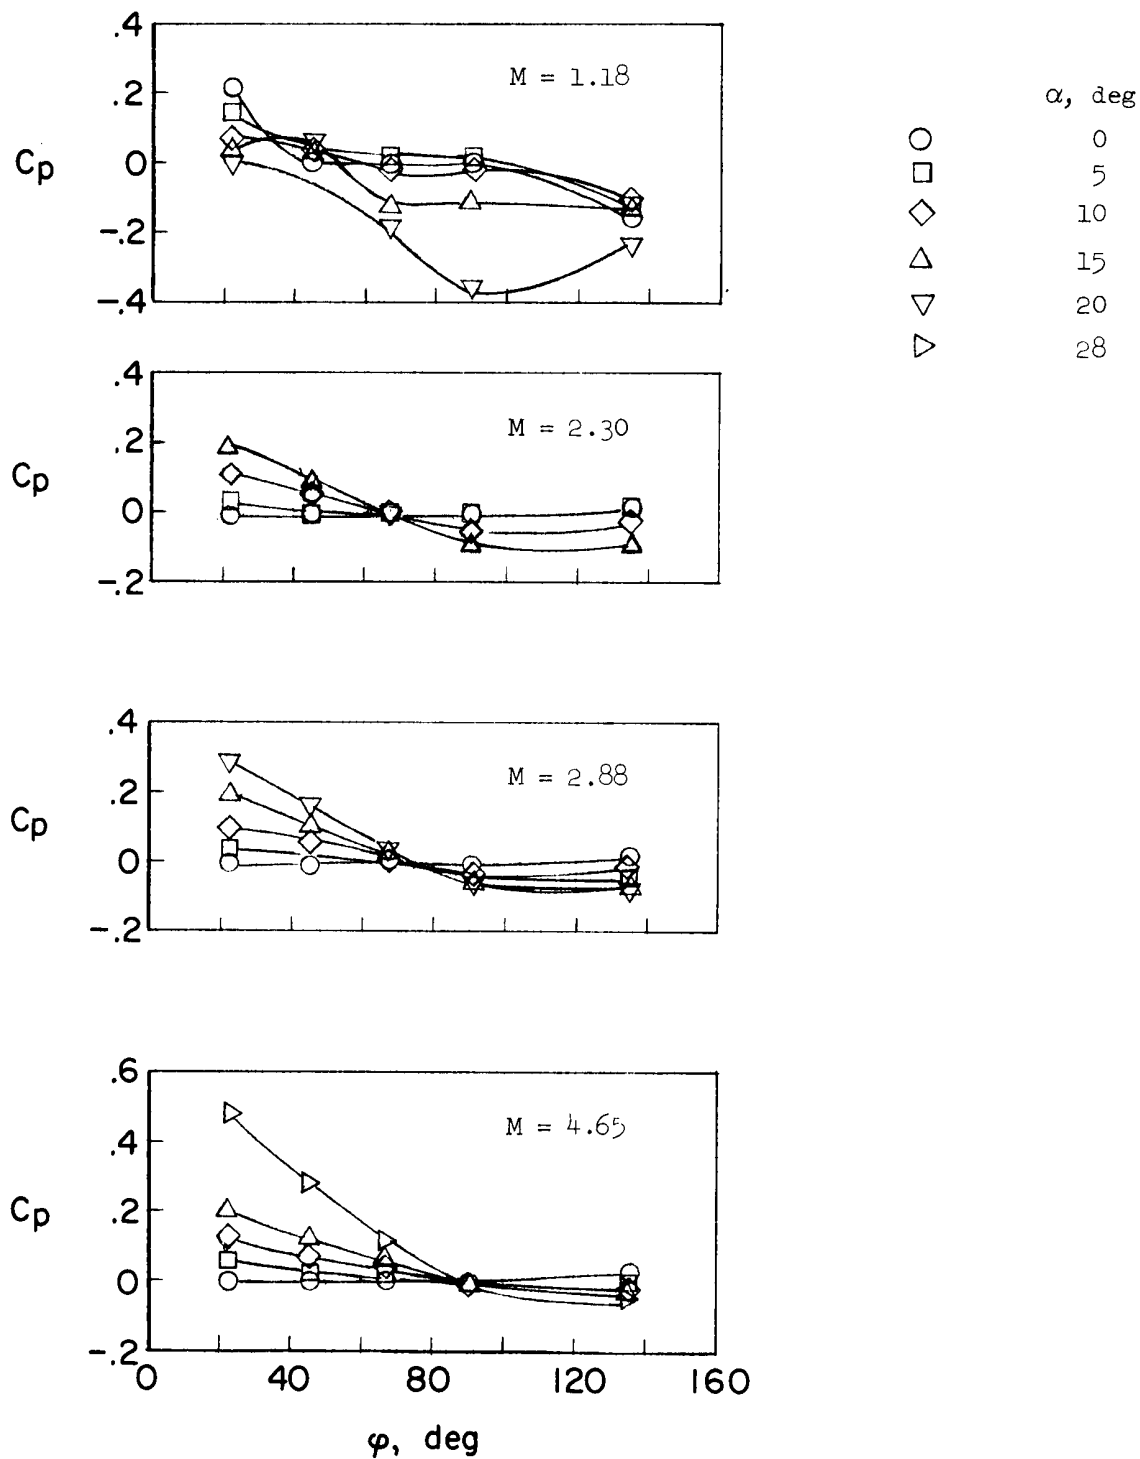 .4
M = 1.18
.2
Cp
0
-.2
-.4
α, deg
0
5
10
15
20
28
.4
M = 2.30
.2
Cp
0
-.2
.4
M = 2.88
.2
Cp
0
-.2
.6
M = 4.65
.4
Cp
.2
0
-.2
0 40 80 120 160
φ, deg